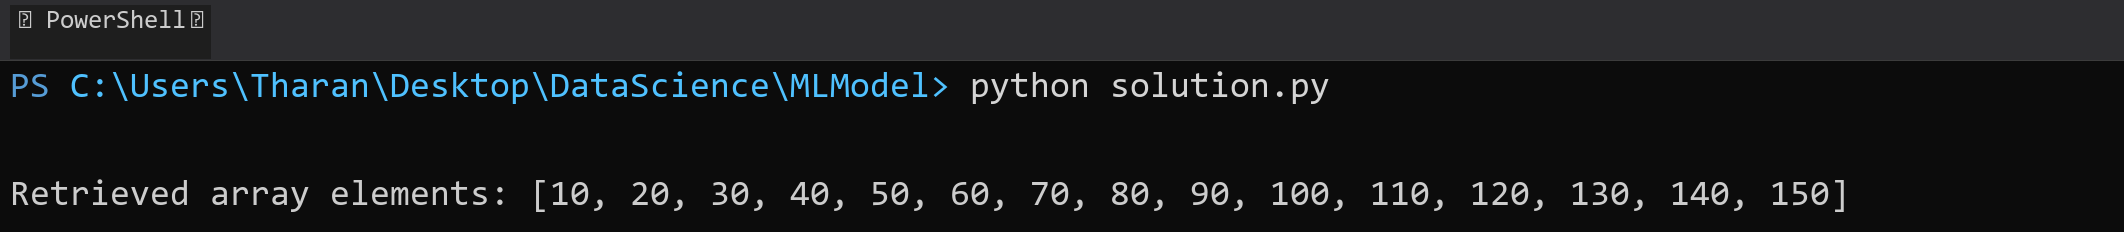 PowerShell
PS C:\Users\Tharan\Desktop\DataScience\MLModel> python solution.py
Retrieved array elements: [10, 20, 30, 40, 50, 60, 70, 80, 90, 100, 110, 120, 130, 140, 150]